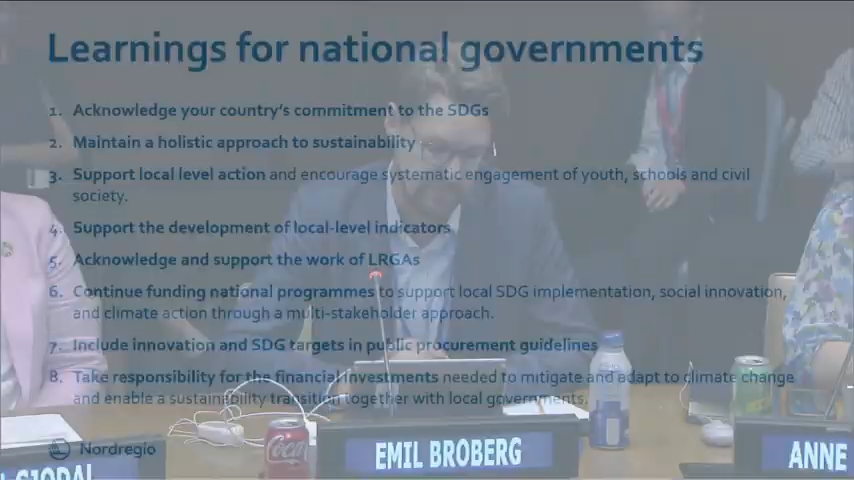 Learnings for national governments
1. Acknowledge your country's commitment to the SDGs
2. Maintain a holistic approach to sustainability
3. Support local level action and encourage systematic engagement of youth, schools and civil
society.
4. Support the development of local-level indicators
5. Acknowledge and support the work of LRGAs
6. Continue funding national programmes to support local SDG implementation, social innovation,
and climate action through a multi-stakeholder approach.
7. Include innovation and SDG targets in public procurement guidelines
8. Take responsibility for the financial investments needed to mitigate and adapt to climate change
and enable a sustainability transition together with local governments.
Nordregio
EMIL BROBERG
ANNE
Coca